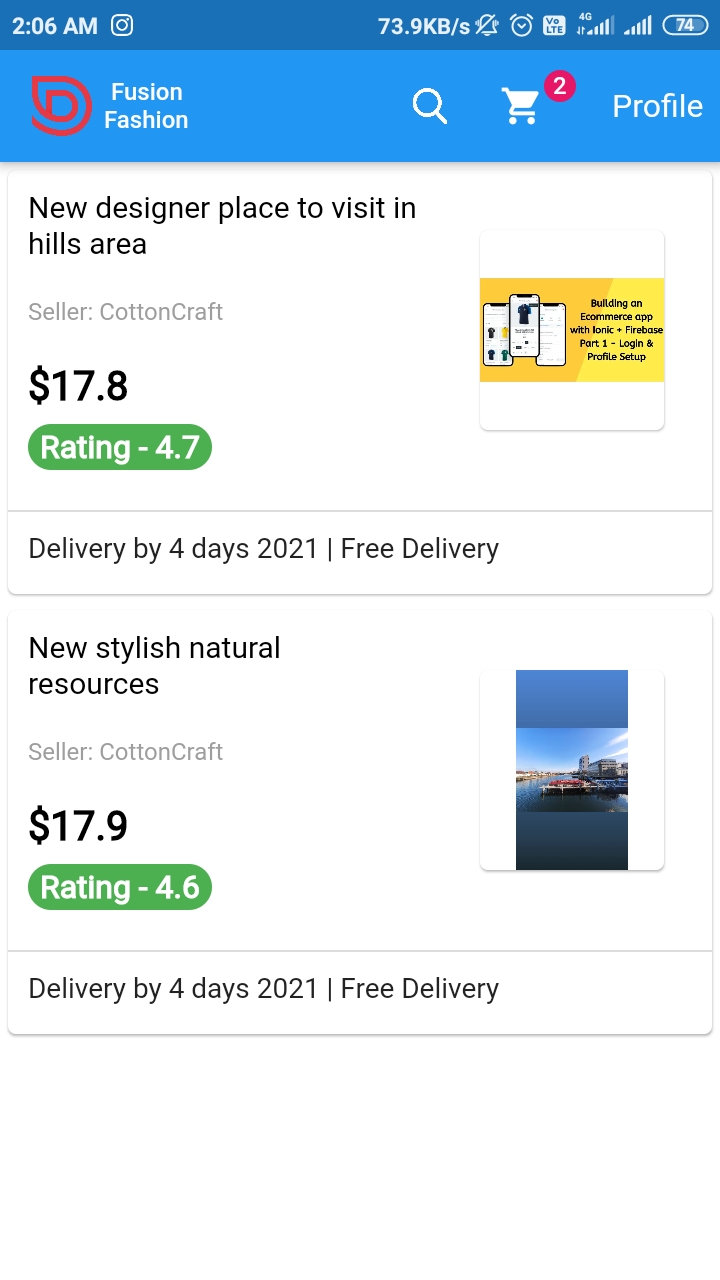 2:06 AM
73.9KB/s
Vo
LTE
4G
74
Fusion
Fashion
2
Profile
New designer place to visit in
hills area
Seller: CottonCraft
$17.8
Rating - 4.7
Building an
Ecommerce app
with Ionic + Firebase
Part 1 - Login &
Profile Setup
Delivery by 4 days 2021 | Free Delivery
New stylish natural
resources
Seller: CottonCraft
$17.9
Rating - 4.6
Delivery by 4 days 2021 | Free Delivery